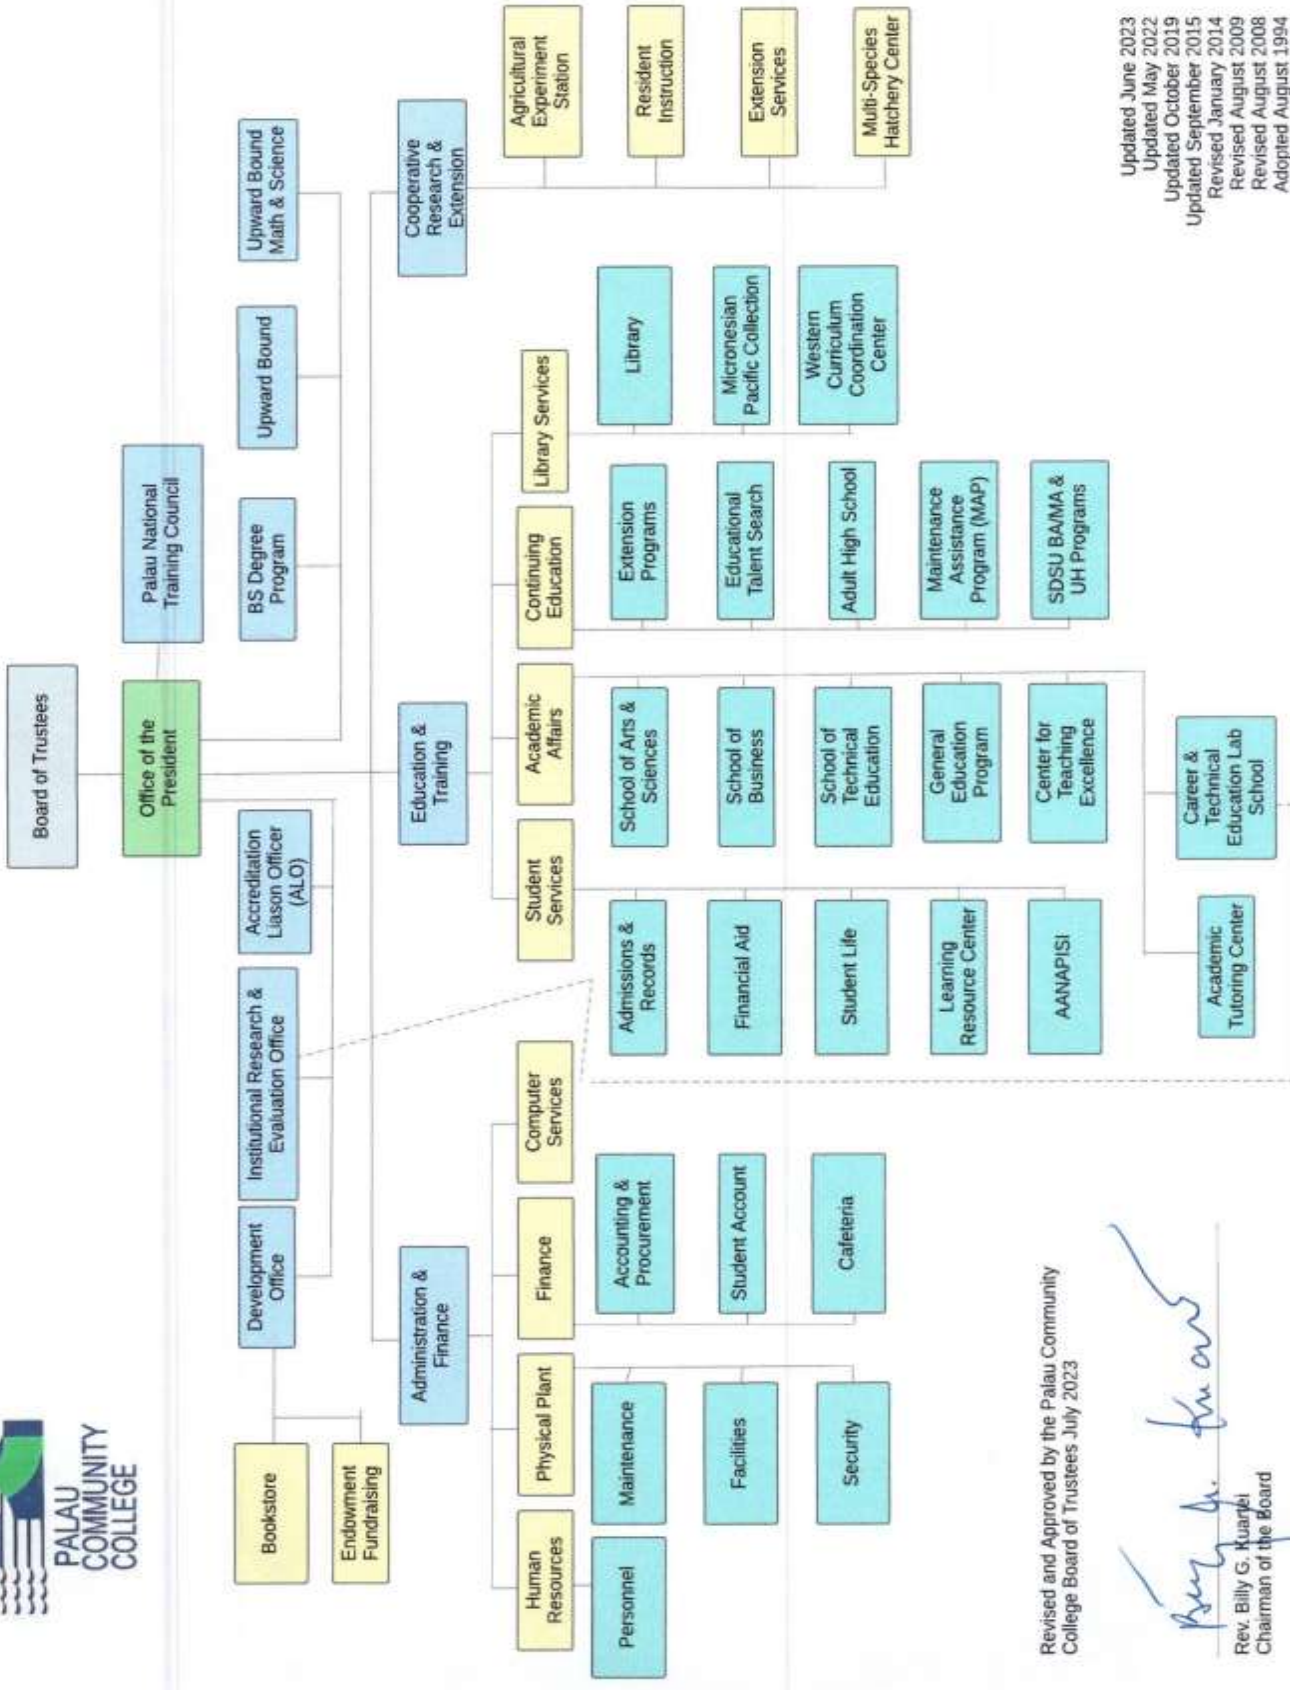 PALAU
COMMUNITY
COLLEGE
Board of Trustees
Office of the
President
Palau National
Training Council
Bookstore
Endowment
Fundraising
Development
Office
Institutional Research &
Evaluation Office
Accreditation
Liason Officer
(ALO)
BS Degree
Program
Upward Bound
Upward Bound
Math & Science
Administration &
Finance
Education &
Training
Cooperative
Research &
Extension
Human
Resources
Physical Plant
Finance
Computer
Services
Student
Services
Academic
Affairs
Continuing
Education
Library Services
Agricultural
Experiment
Station
Resident
Instruction
Extension
Services
Multi-Species
Hatchery Center
Personnel
Maintenance
Facilities
Security
Accounting &
Procurement
Student Account
Cafeteria
Admissions &
Records
Financial Aid
Student Life
Learning
Resource Center
AANAPISI
School of Arts &
Sciences
School of
Business
School of
Technical
Education
General
Education
Program
Center for
Teaching
Excellence
Academic
Tutoring Center
Career &
Technical
Education Lab
School
Extension
Programs
Educational
Talent Search
Adult High School
Maintenance
Assistance
Program (MAP)
SDSU BA/MA &
UH Programs
Library
Micronesian
Pacific Collection
Western
Curriculum
Coordination
Center
Revised and Approved by the Palau Community
College Board of Trustees July 2023
Rev. Billy G. Kuartei
Chairman of the Board
Updated June 2023
Updated May 2022
Updated October 2019
Updated September 2015
Revised January 2014
Revised August 2009
Revised August 2008
Adopted August 1994